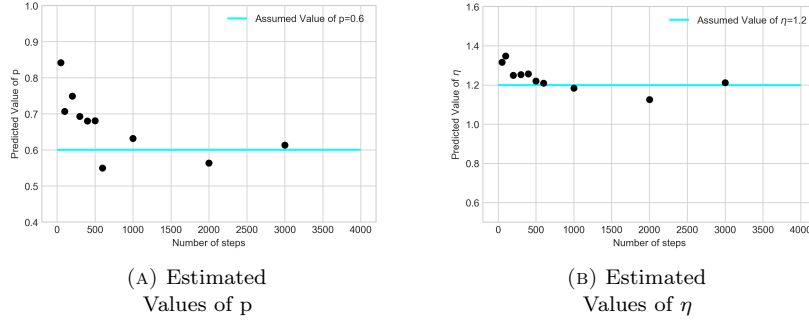 1.0
0.9
0.8
0.7
0.6
0.5
0.4
Predicted Value of p
Assumed Value of p=0.6
0 500 1000 1500 2000 2500 3000 3500 4000
Number of steps
(A) Estimated
Values of p
1.6
1.4
1.2
1.0
0.8
0.6
Predicted Value of η
Assumed Value of η=1.2
0 500 1000 1500 2000 2500 3000 3500 4000
Number of steps
(B) Estimated
Values of η